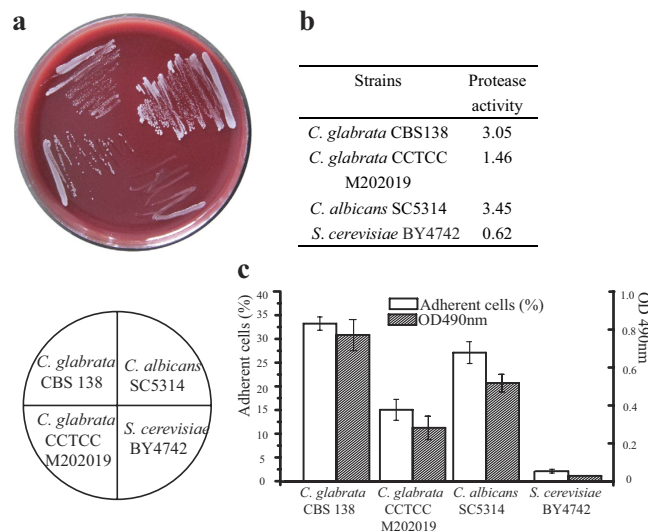 a
b
Strains Protease activity
C. glabrata CBS138 3.05
C. glabrata CCTCC M202019 1.46
C. albicans SC5314 3.45
S. cerevisiae BY4742 0.62
C. glabrata
CBS 138
C. albicans
SC5314
C. glabrata
CCTCC
M202019
S. cerevisiae
BY4742
c
Adherent cells (%)
40
35
30
25
20
15
10
5
0
Adherent cells (%)
OD490nm
1.0
0.8
0.6
0.4
0.2
0.0
OD 490nm
C. glabrata
CBS 138
C. glabrata
CCTCC
M202019
C. albicans
SC5314
S. cerevisiae
BY4742